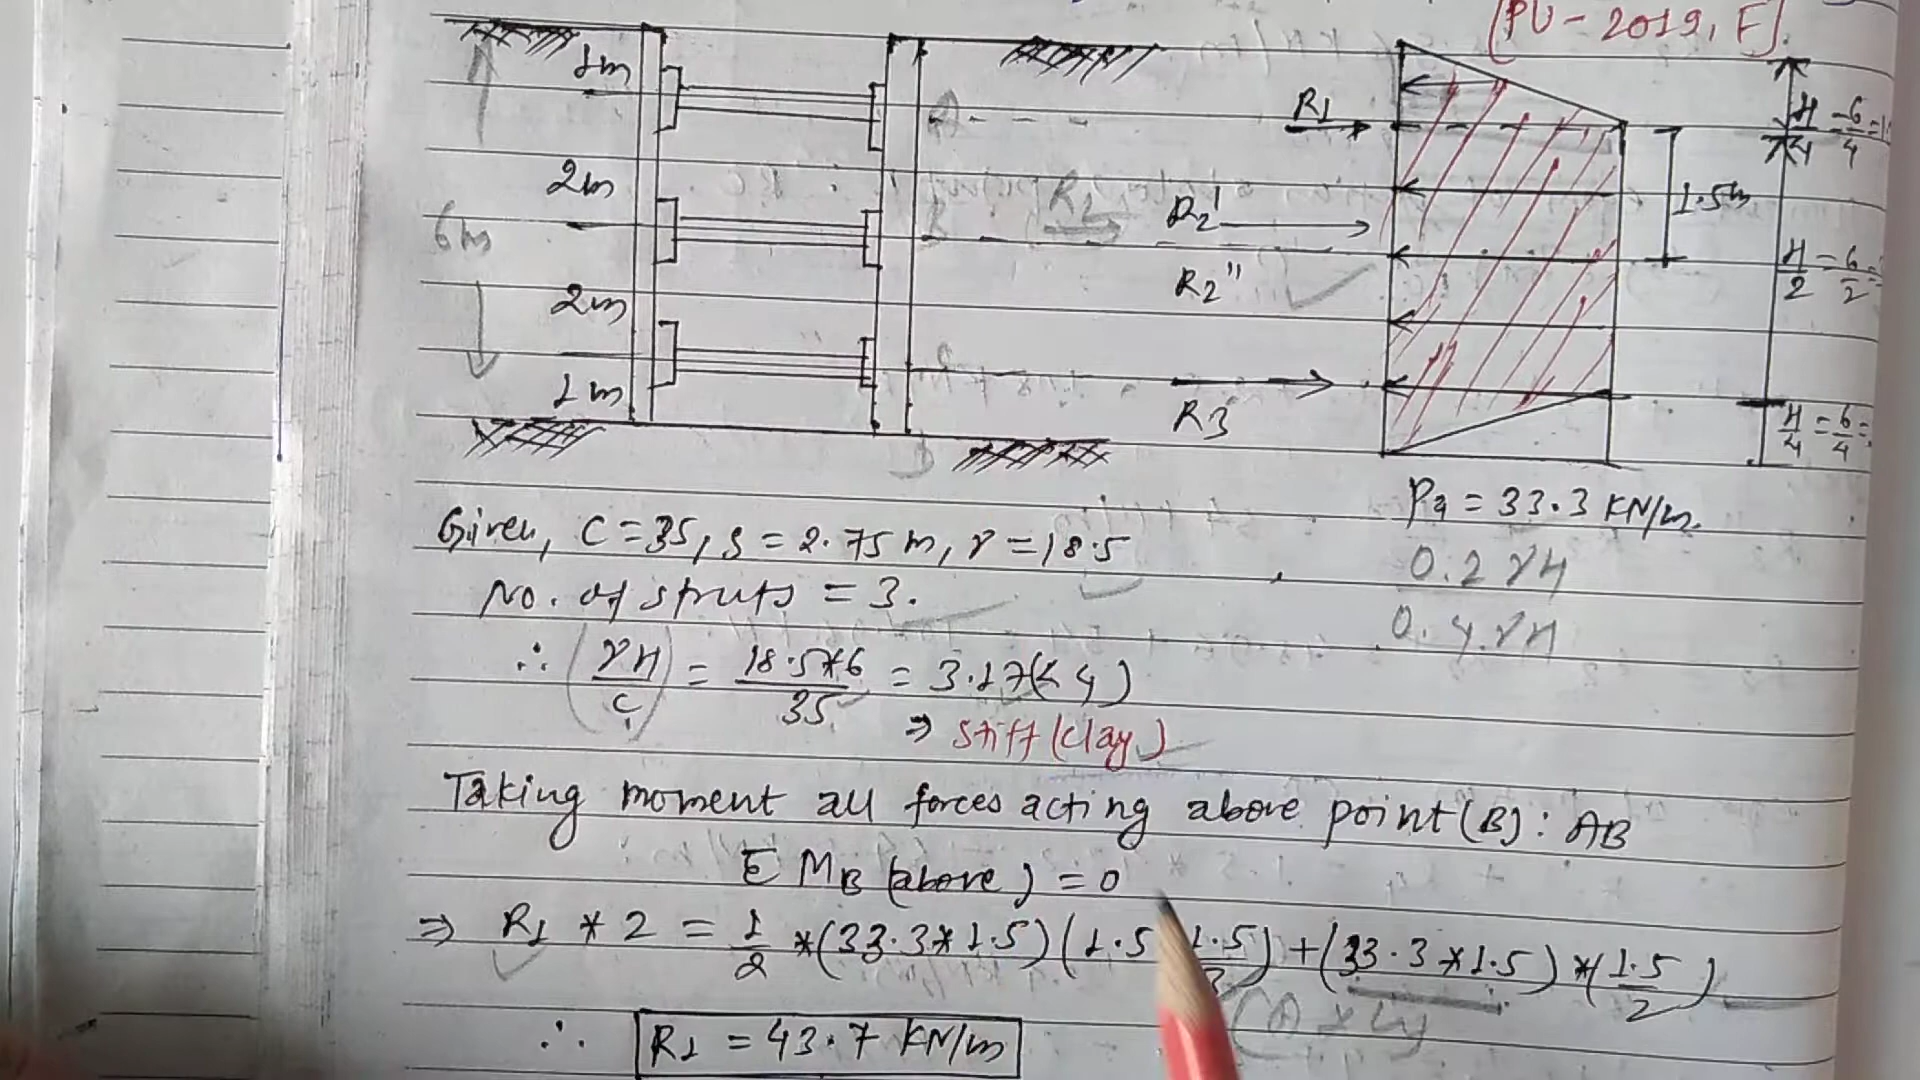 [PU - 2019, F]
1m
2m
6m
2m
1m
A
B
R2
R1
R2'
R2"
R3
1.5m
H/4 = 6/4 =
H/2 = 6/2 =
H/4 = 6/4 =
Pa = 33.3 KN/m.
0.2 γH
0.4 γH
Given, C = 35, S = 2.75 m, γ = 18.5
No. of struts = 3.
∴ (γH/C) = 18.5*6/35 = 3.17 (< 4)
⇒ stiff (clay)
Taking moment all forces acting above point (B): AB
Σ MB (above) = 0
⇒ R1 * 2 = 1/2 * (33.3 * 1.5) (1.5 1.5/3) + (33.3 * 1.5) * (1.5/2)
∴ R1 = 43.7 KN/m